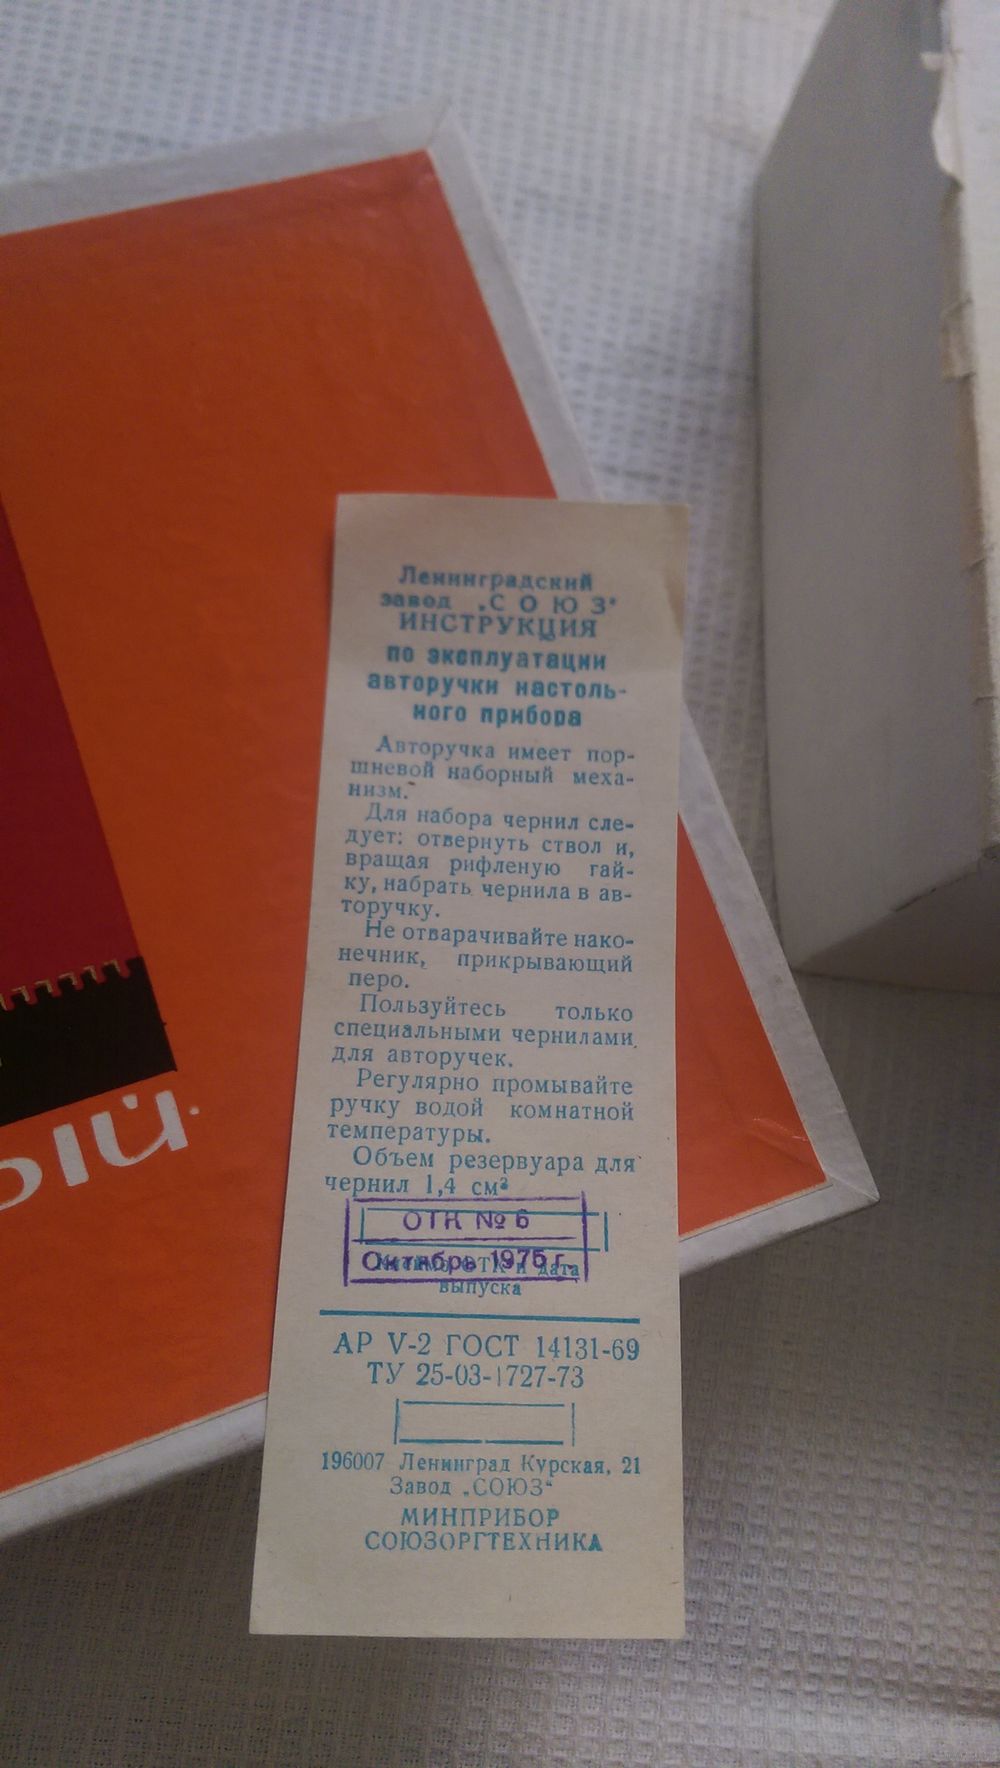 ый.
Ленинградский
завод „СОЮЗ“
ИНСТРУКЦИЯ
по эксплуатации
авторучки настоль-
ного прибора
Авторучка имеет пор-
шневой наборный меха-
низм.
Для набора чернил сле-
дует: отвернуть ствол и,
вращая рифленую гай-
ку, набрать чернила в ав-
торучку.
Не отварачивайте нако-
нечник, прикрывающий
перо.
Пользуйтесь только
специальными чернилами
для авторучек.
Регулярно промывайте
ручку водой комнатной
температуры.
Объем резервуара для
чернил 1,4 см³
ОТК № 6
Октябрь 1975 г.
ОТК и дата
выпуска
АР V-2 ГОСТ 14131-69
ТУ 25-03-1727-73
196007 Ленинград Курская, 21
Завод „СОЮЗ“
МИНПРИБОР
СОЮЗОРГТЕХНИКА